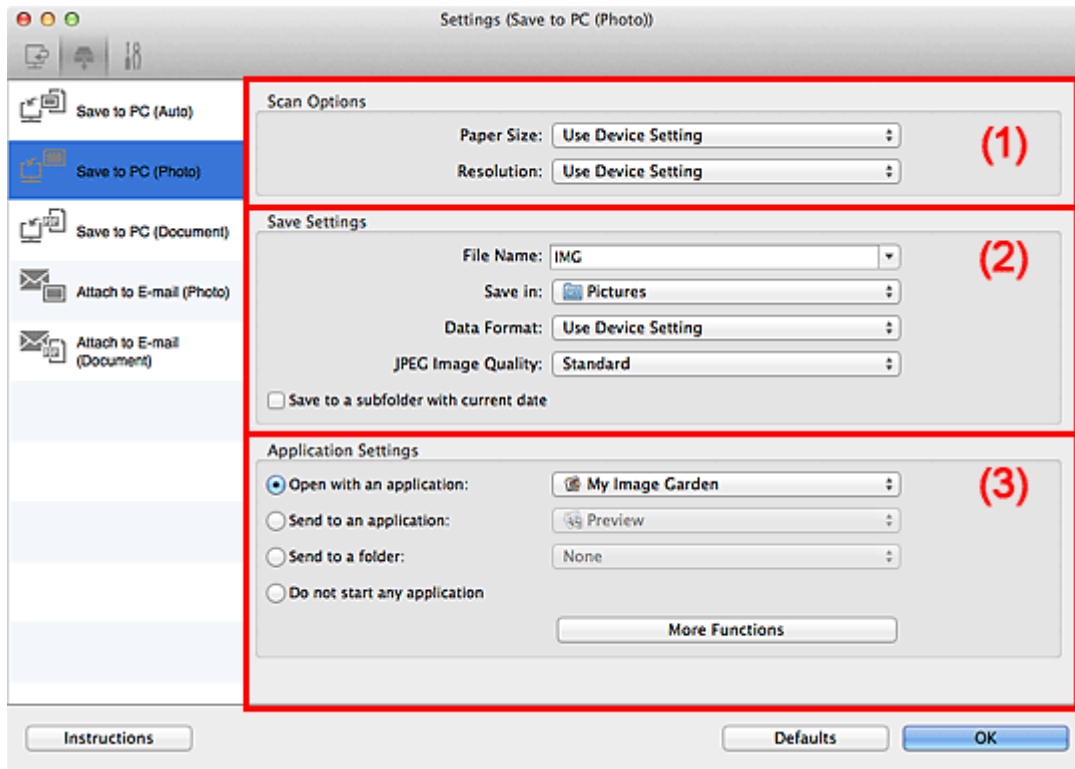 Settings (Save to PC (Photo))
Save to PC (Auto)
Save to PC (Photo)
Save to PC (Document)
Attach to E-mail (Photo)
Attach to E-mail
(Document)
Scan Options
(1)
Paper Size: Use Device Setting
Resolution: Use Device Setting
Save Settings
(2)
File Name: IMG
Save in: Pictures
Data Format: Use Device Setting
JPEG Image Quality: Standard
Save to a subfolder with current date
Application Settings
(3)
Open with an application: My Image Garden
Send to an application: Preview
Send to a folder: None
Do not start any application
More Functions
Instructions
Defaults
OK